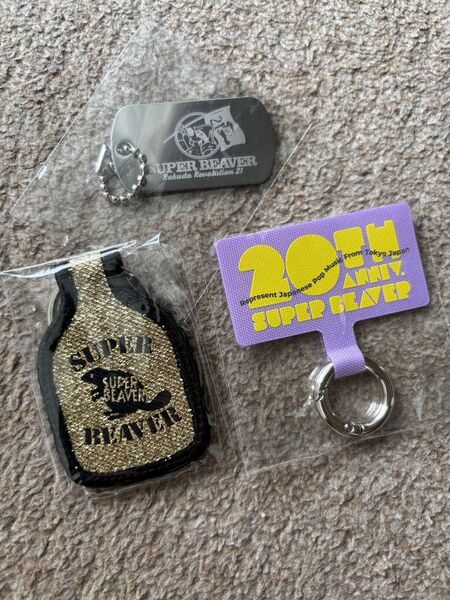 SUPER BEAVER
Rakuda Revolution 21
20TH
Represent Japanese Pop Music From Tokyo Japan
ANNIV.
SUPER BEAVER
SUPER
SUPER
BEAVER
BEAVER